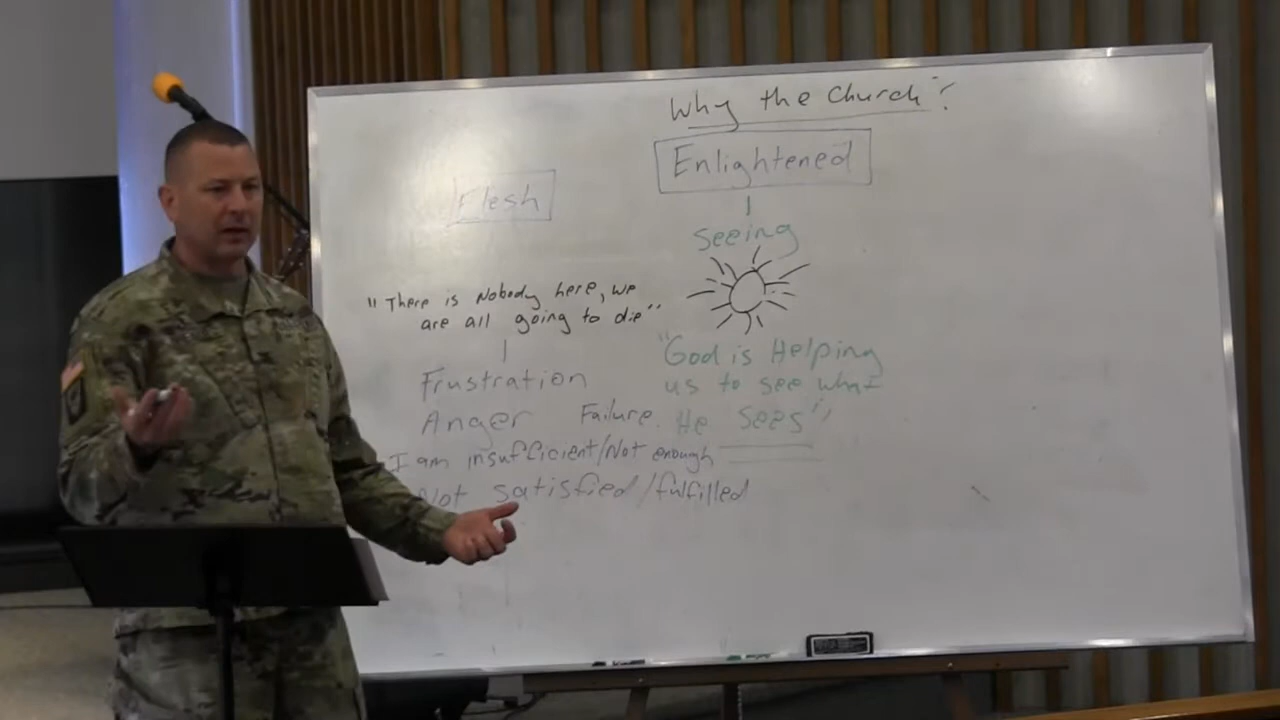 Why the Church?
Enlightened
Flesh
Seeing
"There is Nobody here, we
are all going to die"
Frustration
Anger Failure.
I am insufficient/Not enough
Not satisfied/fulfilled
"God is Helping
us to see what
He sees"